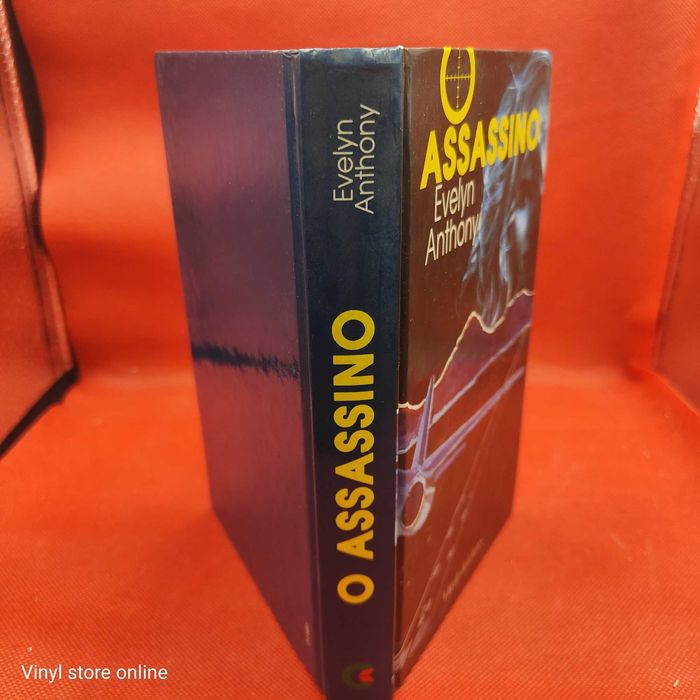 Evelyn
Anthony
O ASSASSINO
O
ASSASSINO
Evelyn
Anthony
Vinyl store online